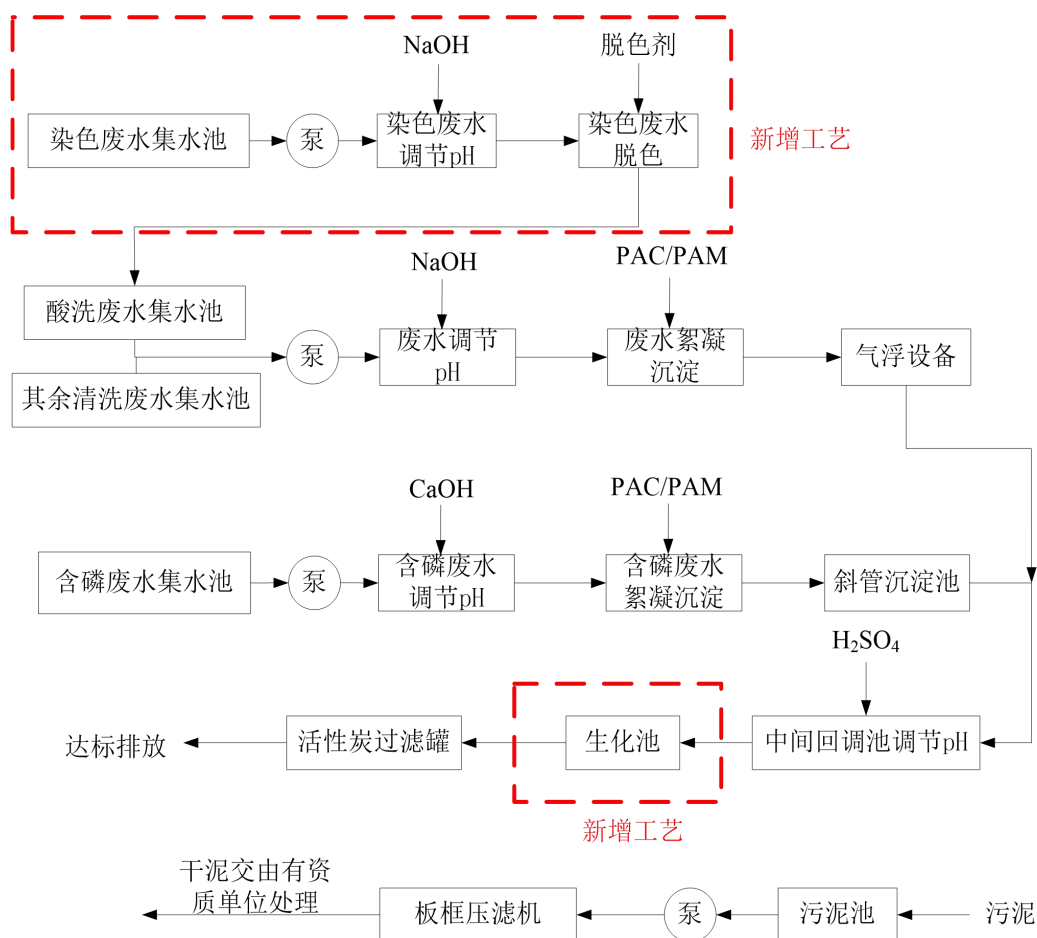 NaOH
脱色剂
染色废水集水池
泵
染色废水
调节pH
染色废水
脱色
新增工艺
NaOH
PAC/PAM
酸洗废水集水池
泵
废水调节
pH
废水絮凝
沉淀
气浮设备
其余清洗废水集水池
CaOH
PAC/PAM
含磷废水集水池
泵
含磷废水
调节pH
含磷废水
絮凝沉淀
斜管沉淀池
H₂SO₄
达标排放
活性炭过滤罐
生化池
中间回调池调节pH
新增工艺
干泥交由有资
质单位处理
板框压滤机
泵
污泥池
污泥